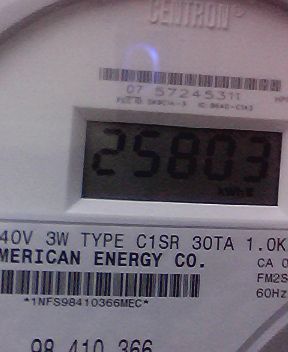 CENTRON®
07 57245311
25803
40V 3W TYPE C1SR 30TA 1.0K
MERICAN ENERGY CO.
CA 0
FM2S
*1NFS98410366MEC*
60Hz
98 410 366